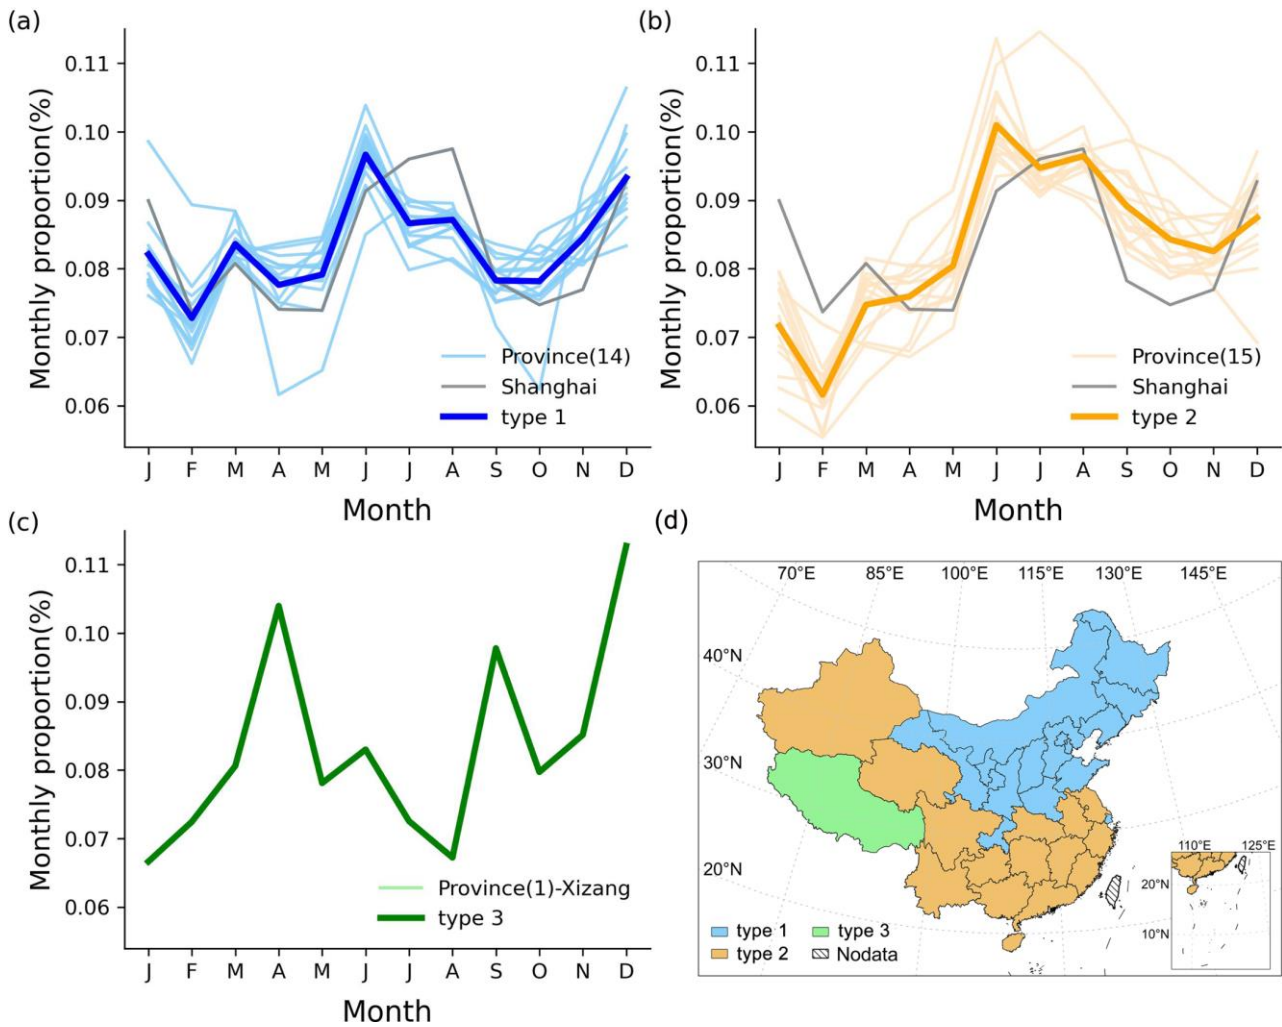 (a)
Monthly proportion(%)
0.11
0.10
0.09
0.08
0.07
0.06
Province(14)
Shanghai
type 1
J F M A M J J A S O N D
Month
(b)
Monthly proportion(%)
0.11
0.10
0.09
0.08
0.07
0.06
Province(15)
Shanghai
type 2
J F M A M J J A S O N D
Month
(c)
Monthly proportion(%)
0.11
0.10
0.09
0.08
0.07
0.06
Province(1)-Xizang
type 3
J F M A M J J A S O N D
Month
(d)
70°E 85°E 100°E 115°E 130°E 145°E
40°N
30°N
20°N
type 1
type 2
type 3
Nodata
110°E 125°E
20°N
10°N